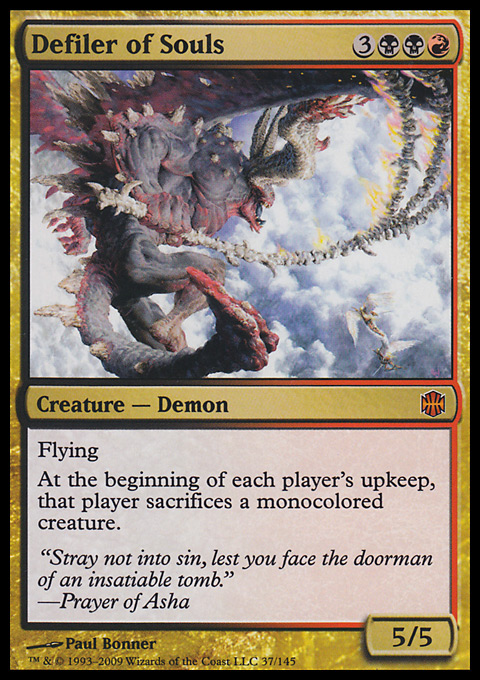 Defiler of Souls 3
Creature — Demon
Flying
At the beginning of each player's upkeep,
that player sacrifices a monocolored
creature.
“Stray not into sin, lest you face the doorman
of an insatiable tomb.”
—Prayer of Asha
Paul Bonner
5/5
™ & © 1993–2009 Wizards of the Coast LLC 37/145